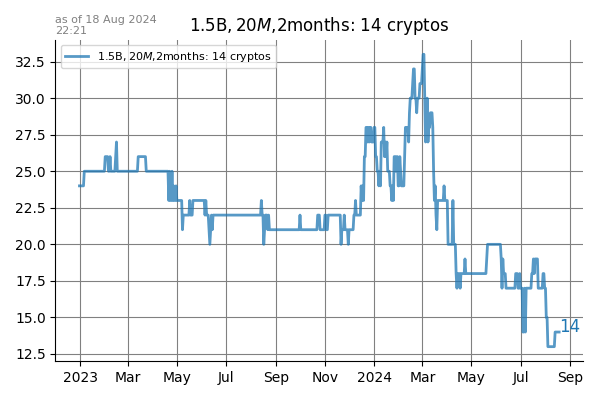 as of 18 Aug 2024
22:21
1.5B, 20M,2months: 14 cryptos
1.5B, 20M,2months: 14 cryptos
32.5
30.0
27.5
25.0
22.5
20.0
17.5
15.0
12.5
14
2023 Mar May Jul Sep Nov 2024 Mar May Jul Sep